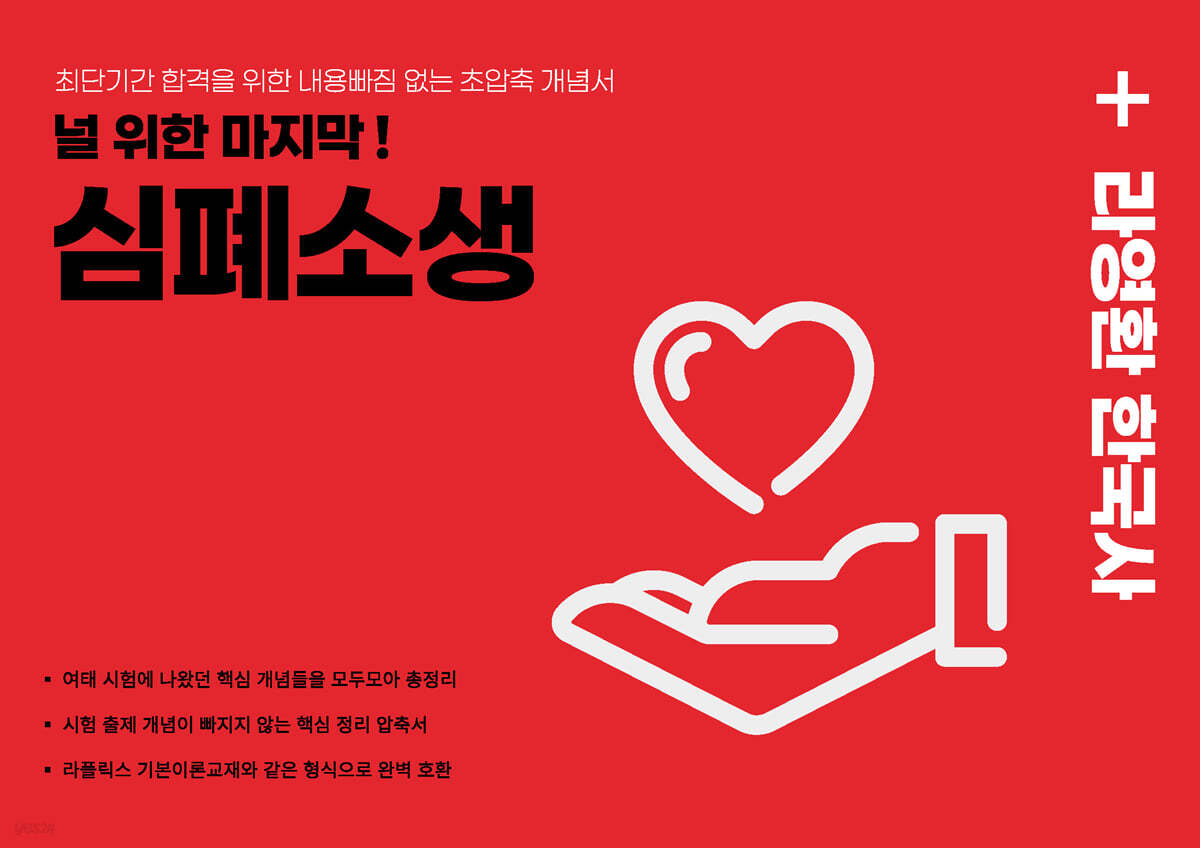 최단기간 합격을 위한 내용빠짐 없는 초압축 개념서
널 위한 마지막 !
심폐소생
+ 라영환 한국사
▪ 여태 시험에 나왔던 핵심 개념들을 모두모아 총정리
▪ 시험 출제 개념이 빠지지 않는 핵심 정리 압축서
▪ 라플릭스 기본이론교재와 같은 형식으로 완벽 호환